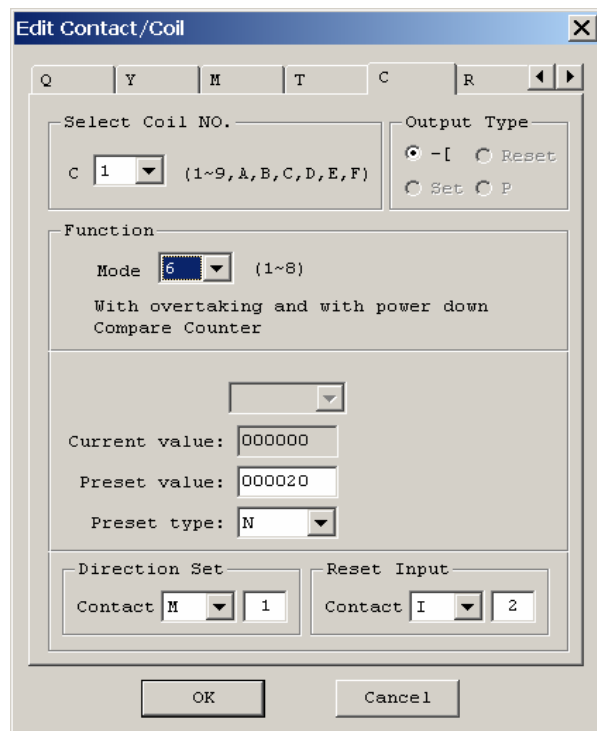 Edit Contact/Coil
Q Y M T C R
Select Coil NO.
C 1 (1~9,A,B,C,D,E,F)
Output Type
-[ Reset
Set P
Function
Mode 6 (1~8)
With overtaking and with power down
Compare Counter
Current value: 000000
Preset value: 000020
Preset type: N
Direction Set
Contact M 1
Reset Input
Contact I 2
OK Cancel